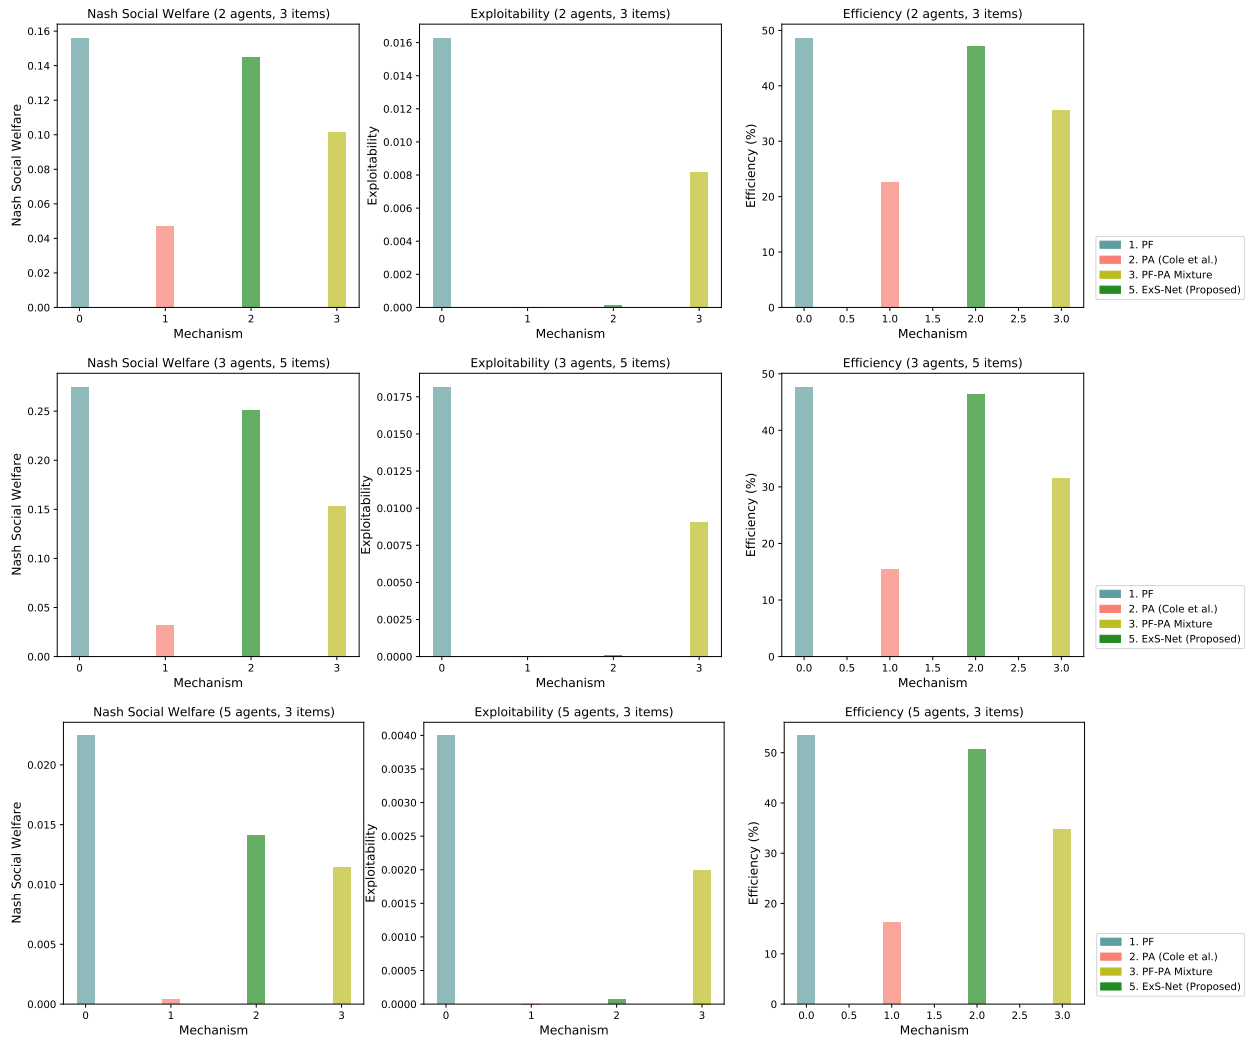 Nash Social Welfare (2 agents, 3 items)
Nash Social Welfare
0.16
0.14
0.12
0.10
0.08
0.06
0.04
0.02
0.00
0 1 2 3
Mechanism
Exploitability (2 agents, 3 items)
Exploitability
0.016
0.014
0.012
0.010
0.008
0.006
0.004
0.002
0.000
0 1 2 3
Mechanism
Efficiency (2 agents, 3 items)
Efficiency (%)
50
40
30
20
10
0
0.0 0.5 1.0 1.5 2.0 2.5 3.0
Mechanism
1. PF
2. PA (Cole et al.)
3. PF-PA Mixture
5. ExS-Net (Proposed)
Nash Social Welfare (3 agents, 5 items)
Nash Social Welfare
0.25
0.20
0.15
0.10
0.05
0.00
0 1 2 3
Mechanism
Exploitability (3 agents, 5 items)
Exploitability
0.0175
0.0150
0.0125
0.0100
0.0075
0.0050
0.0025
0.0000
0 1 2 3
Mechanism
Efficiency (3 agents, 5 items)
Efficiency (%)
50
40
30
20
10
0
0.0 0.5 1.0 1.5 2.0 2.5 3.0
Mechanism
1. PF
2. PA (Cole et al.)
3. PF-PA Mixture
5. ExS-Net (Proposed)
Nash Social Welfare (5 agents, 3 items)
Nash Social Welfare
0.020
0.015
0.010
0.005
0.000
0 1 2 3
Mechanism
Exploitability (5 agents, 3 items)
Exploitability
0.0040
0.0035
0.0030
0.0025
0.0020
0.0015
0.0010
0.0005
0.0000
0 1 2 3
Mechanism
Efficiency (5 agents, 3 items)
Efficiency (%)
50
40
30
20
10
0
0.0 0.5 1.0 1.5 2.0 2.5 3.0
Mechanism
1. PF
2. PA (Cole et al.)
3. PF-PA Mixture
5. ExS-Net (Proposed)